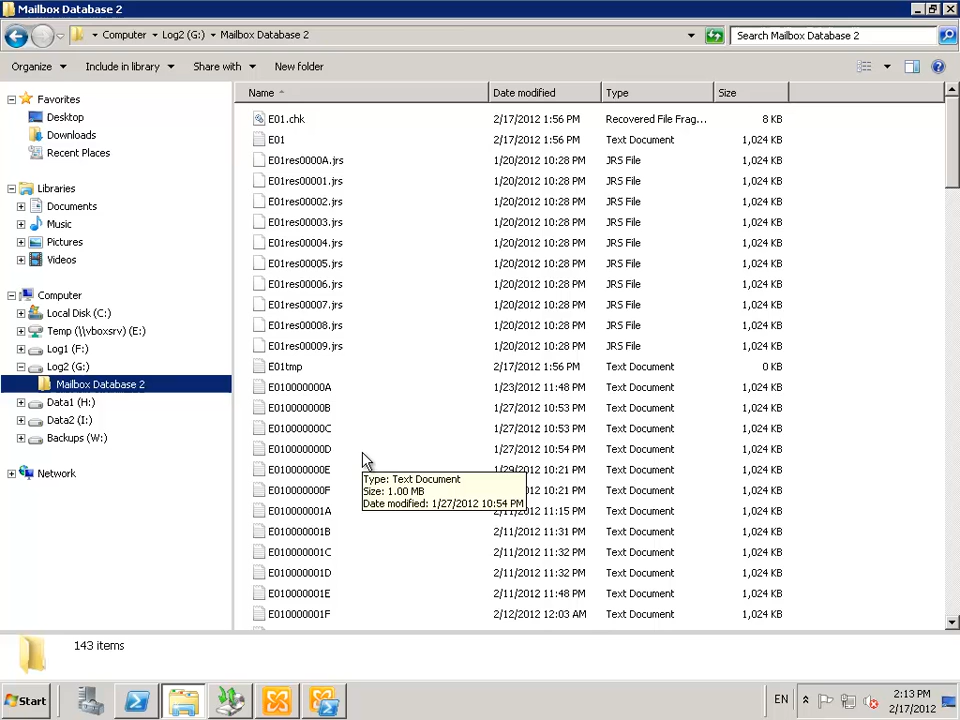 Mailbox Database 2
Computer Log2 (G:) Mailbox Database 2
Search Mailbox Database 2
Organize Include in library Share with New folder
Favorites
Desktop
Downloads
Recent Places
Libraries
Documents
Music
Pictures
Videos
Computer
Local Disk (C:)
Temp (\\vboxsrv) (E:)
Log1 (F:)
Log2 (G:)
Mailbox Database 2
Data1 (H:)
Data2 (I:)
Backups (W:)
Network
Name Date modified Type Size
E01.chk 2/17/2012 1:56 PM Recovered File Frag... 8 KB
E01 2/17/2012 1:56 PM Text Document 1,024 KB
E01res0000A.jrs 1/20/2012 10:28 PM JRS File 1,024 KB
E01res00001.jrs 1/20/2012 10:28 PM JRS File 1,024 KB
E01res00002.jrs 1/20/2012 10:28 PM JRS File 1,024 KB
E01res00003.jrs 1/20/2012 10:28 PM JRS File 1,024 KB
E01res00004.jrs 1/20/2012 10:28 PM JRS File 1,024 KB
E01res00005.jrs 1/20/2012 10:28 PM JRS File 1,024 KB
E01res00006.jrs 1/20/2012 10:28 PM JRS File 1,024 KB
E01res00007.jrs 1/20/2012 10:28 PM JRS File 1,024 KB
E01res00008.jrs 1/20/2012 10:28 PM JRS File 1,024 KB
E01res00009.jrs 1/20/2012 10:28 PM JRS File 1,024 KB
E01tmp 2/17/2012 1:56 PM Text Document 0 KB
E010000000A 1/23/2012 11:48 PM Text Document 1,024 KB
E010000000B 1/27/2012 10:53 PM Text Document 1,024 KB
E010000000C 1/27/2012 10:53 PM Text Document 1,024 KB
E010000000D 1/27/2012 10:54 PM Text Document 1,024 KB
E010000000E 1/29/2012 10:21 PM Text Document 1,024 KB
E010000000F 10:21 PM Text Document 1,024 KB
E010000001A 11:15 PM Text Document 1,024 KB
E010000001B 2/11/2012 11:31 PM Text Document 1,024 KB
E010000001C 2/11/2012 11:32 PM Text Document 1,024 KB
E010000001D 2/11/2012 11:32 PM Text Document 1,024 KB
E010000001E 2/11/2012 11:48 PM Text Document 1,024 KB
E010000001F 2/12/2012 12:03 AM Text Document 1,024 KB
Type: Text Document
Size: 1.00 MB
Date modified: 1/27/2012 10:54 PM
143 items
Start
EN
2:13 PM
2/17/2012